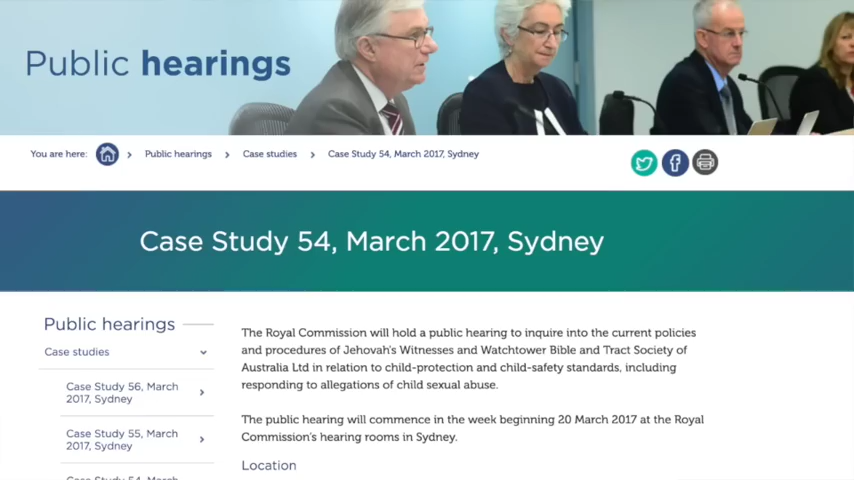 Public hearings
You are here:
Public hearings
Case studies
Case Study 54, March 2017, Sydney
Case Study 54, March 2017, Sydney
Public hearings
Case studies
Case Study 56, March
2017, Sydney
Case Study 55, March
2017, Sydney
Case Study 54, March
The Royal Commission will hold a public hearing to inquire into the current policies
and procedures of Jehovah's Witnesses and Watchtower Bible and Tract Society of
Australia Ltd in relation to child-protection and child-safety standards, including
responding to allegations of child sexual abuse.
The public hearing will commence in the week beginning 20 March 2017 at the Royal
Commission's hearing rooms in Sydney.
Location